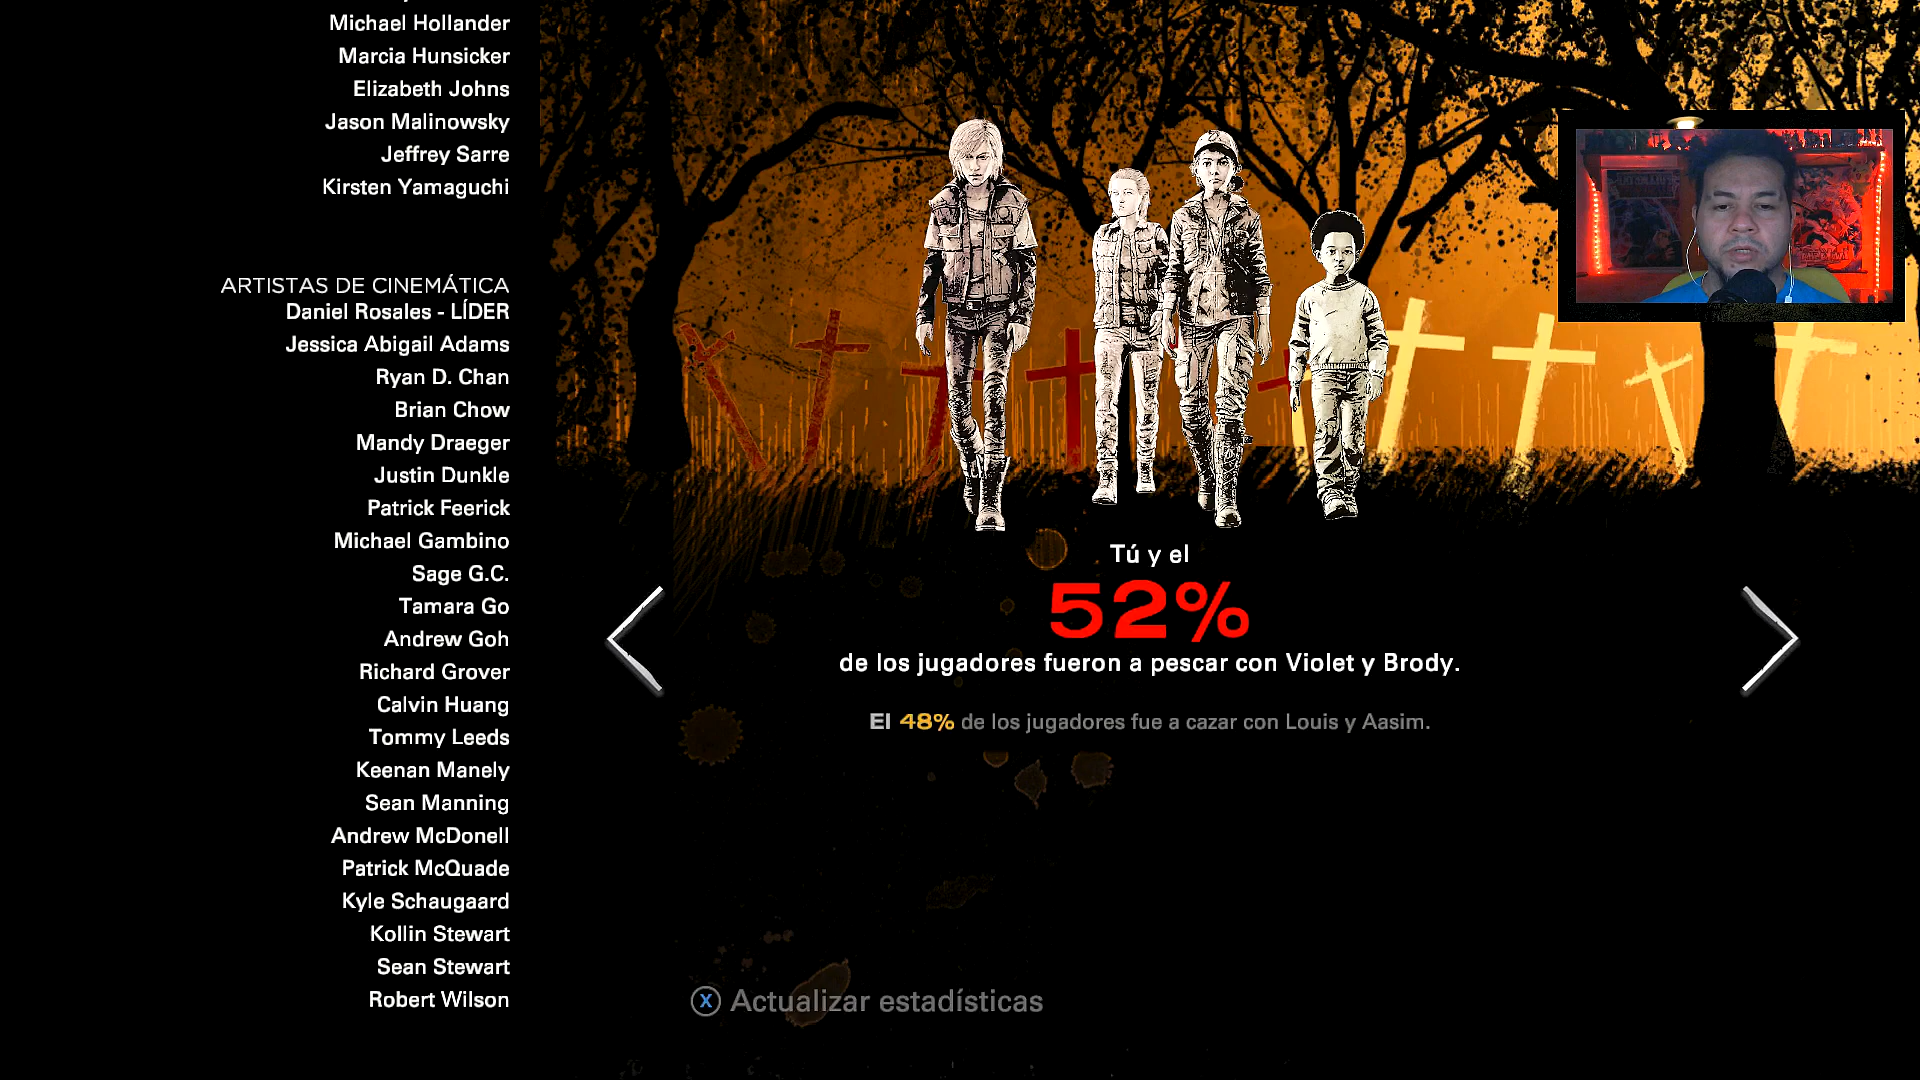 Michael Hollander
Marcia Hunsicker
Elizabeth Johns
Jason Malinowsky
Jeffrey Sarre
Kirsten Yamaguchi
ARTISTAS DE CINEMÁTICA
Daniel Rosales - LÍDER
Jessica Abigail Adams
Ryan D. Chan
Brian Chow
Mandy Draeger
Justin Dunkle
Patrick Feerick
Michael Gambino
Sage G.C.
Tamara Go
Andrew Goh
Richard Grover
Calvin Huang
Tommy Leeds
Keenan Manely
Sean Manning
Andrew McDonell
Patrick McQuade
Kyle Schaugaard
Kollin Stewart
Sean Stewart
Robert Wilson
Tú y el
52%
de los jugadores fueron a pescar con Violet y Brody.
El 48% de los jugadores fue a cazar con Louis y Aasim.
X Actualizar estadísticas